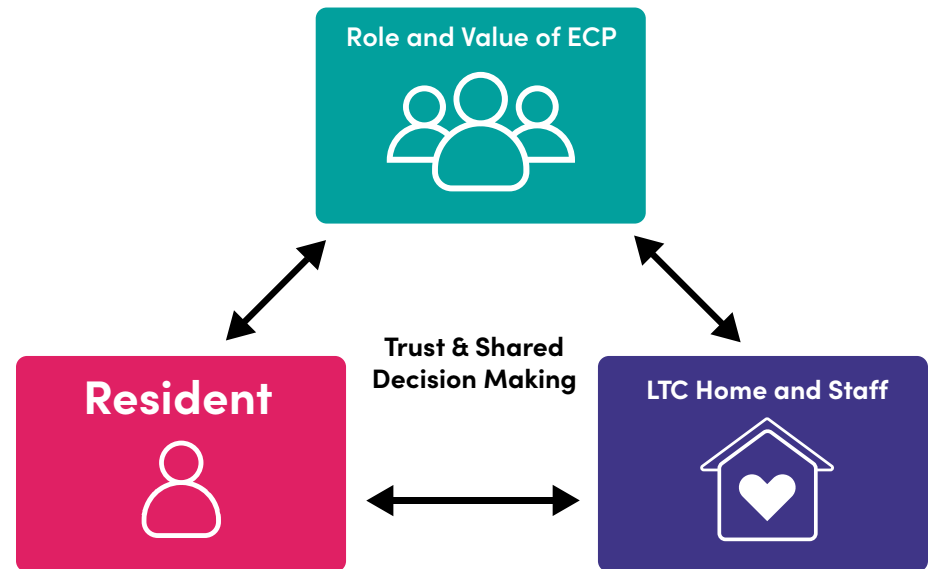 Role and Value of ECP
Trust & Shared
Decision Making
Resident
LTC Home and Staff